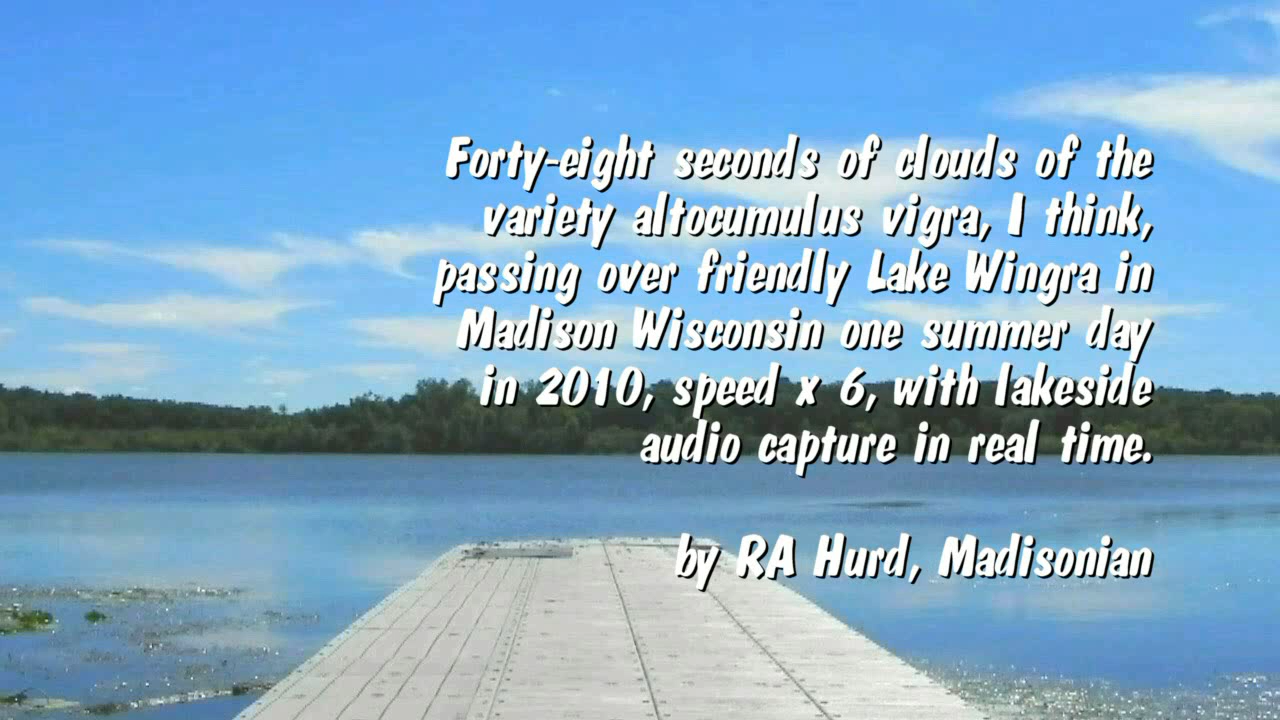 Forty-eight seconds of clouds of the
variety altocumulus vigra, I think,
passing over friendly Lake Wingra in
Madison Wisconsin one summer day
in 2010, speed x 6, with lakeside
audio capture in real time.
by RA Hurd, Madisonian